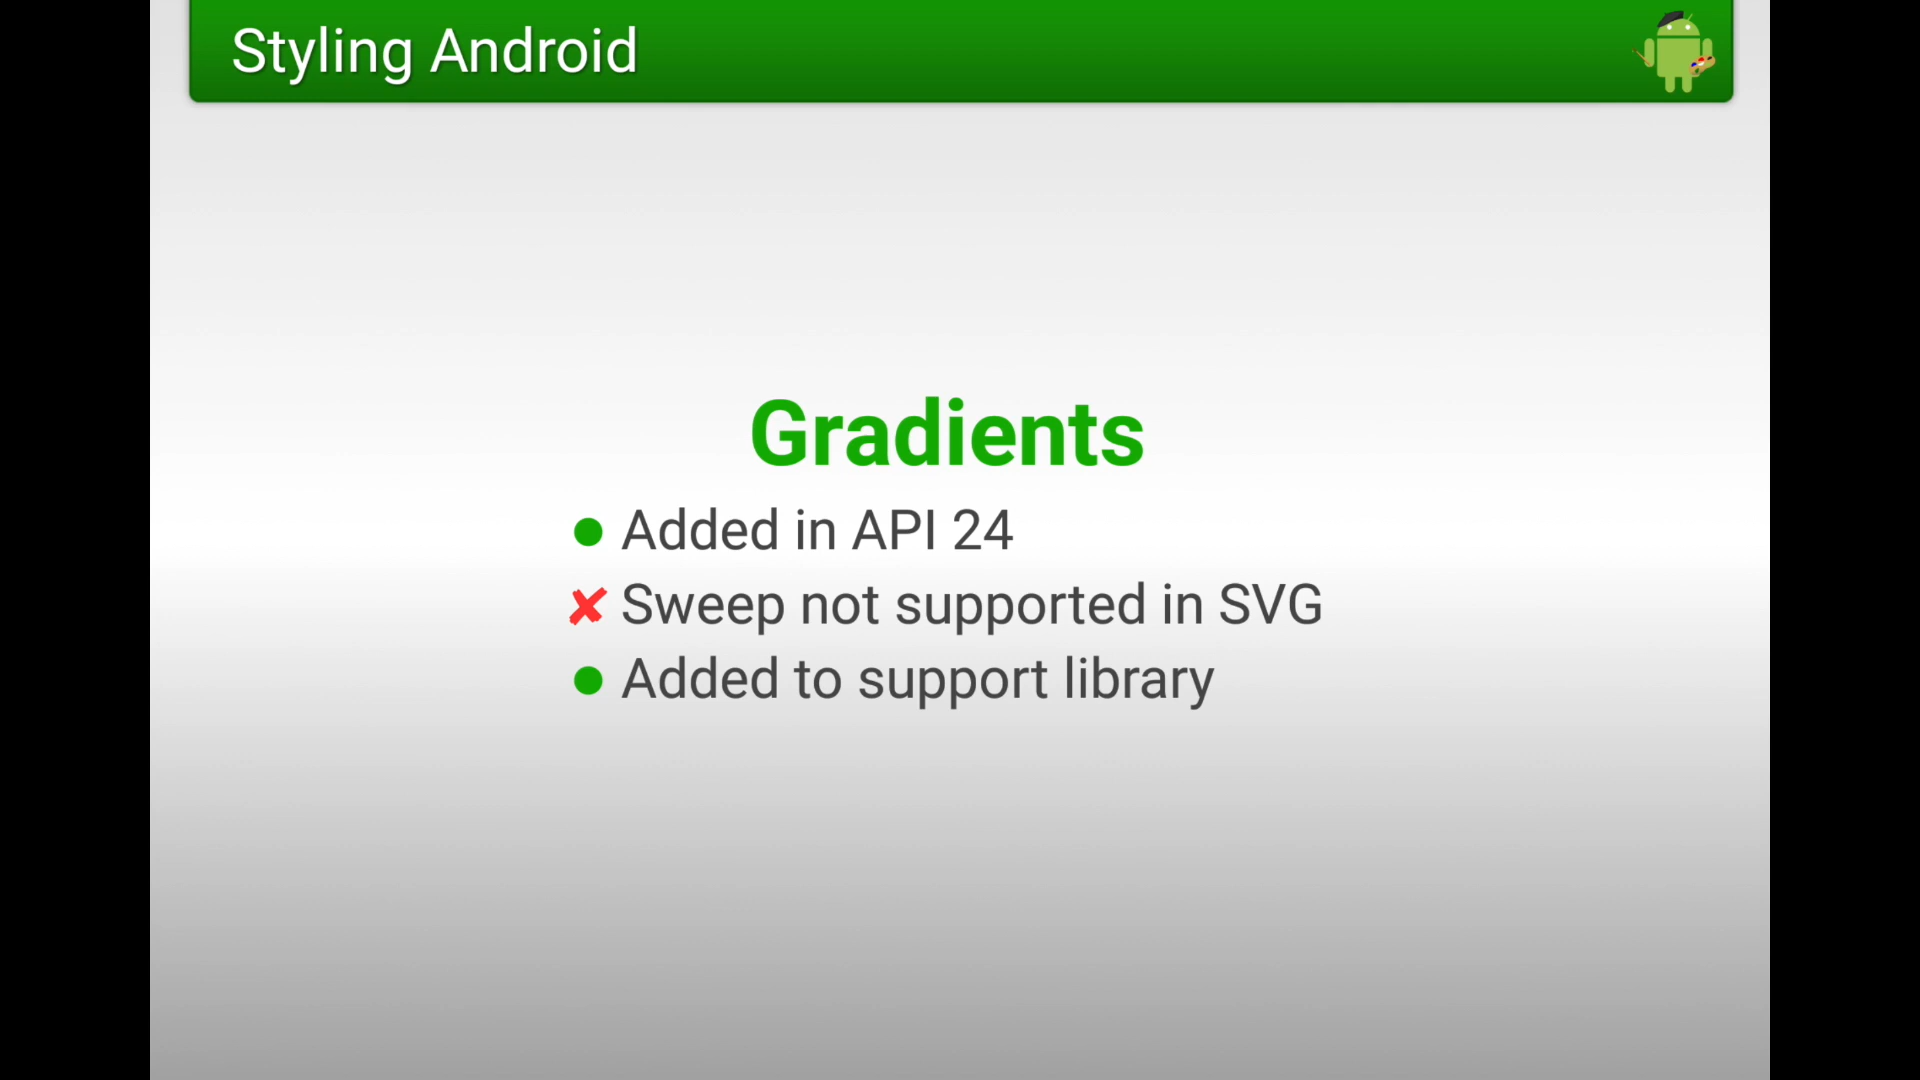 Styling Android
Gradients
Added in API 24
Sweep not supported in SVG
Added to support library